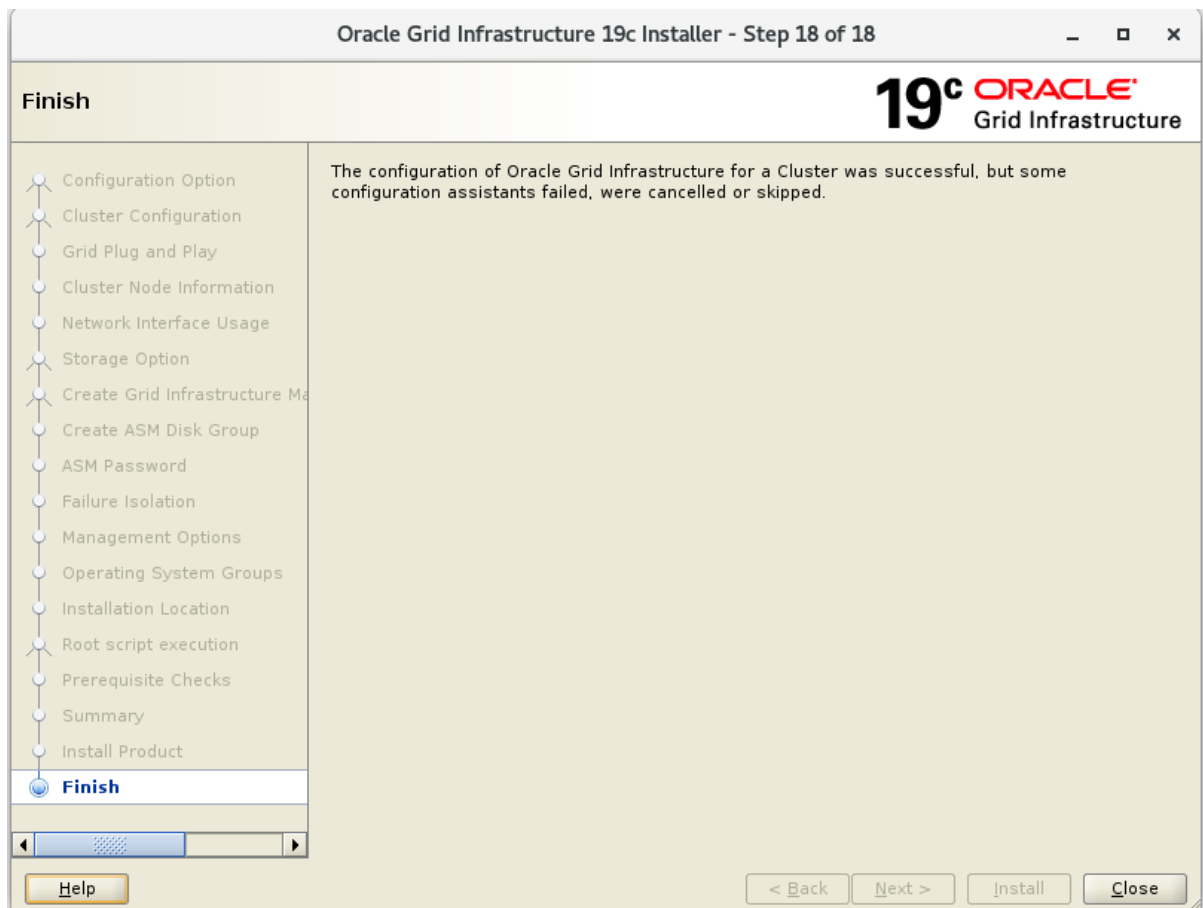 Oracle Grid Infrastructure 19c Installer - Step 18 of 18
Finish
19c ORACLE
Grid Infrastructure
Configuration Option
Cluster Configuration
Grid Plug and Play
Cluster Node Information
Network Interface Usage
Storage Option
Create Grid Infrastructure Ma
Create ASM Disk Group
ASM Password
Failure Isolation
Management Options
Operating System Groups
Installation Location
Root script execution
Prerequisite Checks
Summary
Install Product
Finish
The configuration of Oracle Grid Infrastructure for a Cluster was successful, but some
configuration assistants failed, were cancelled or skipped.
Help
< Back
Next >
Install
Close